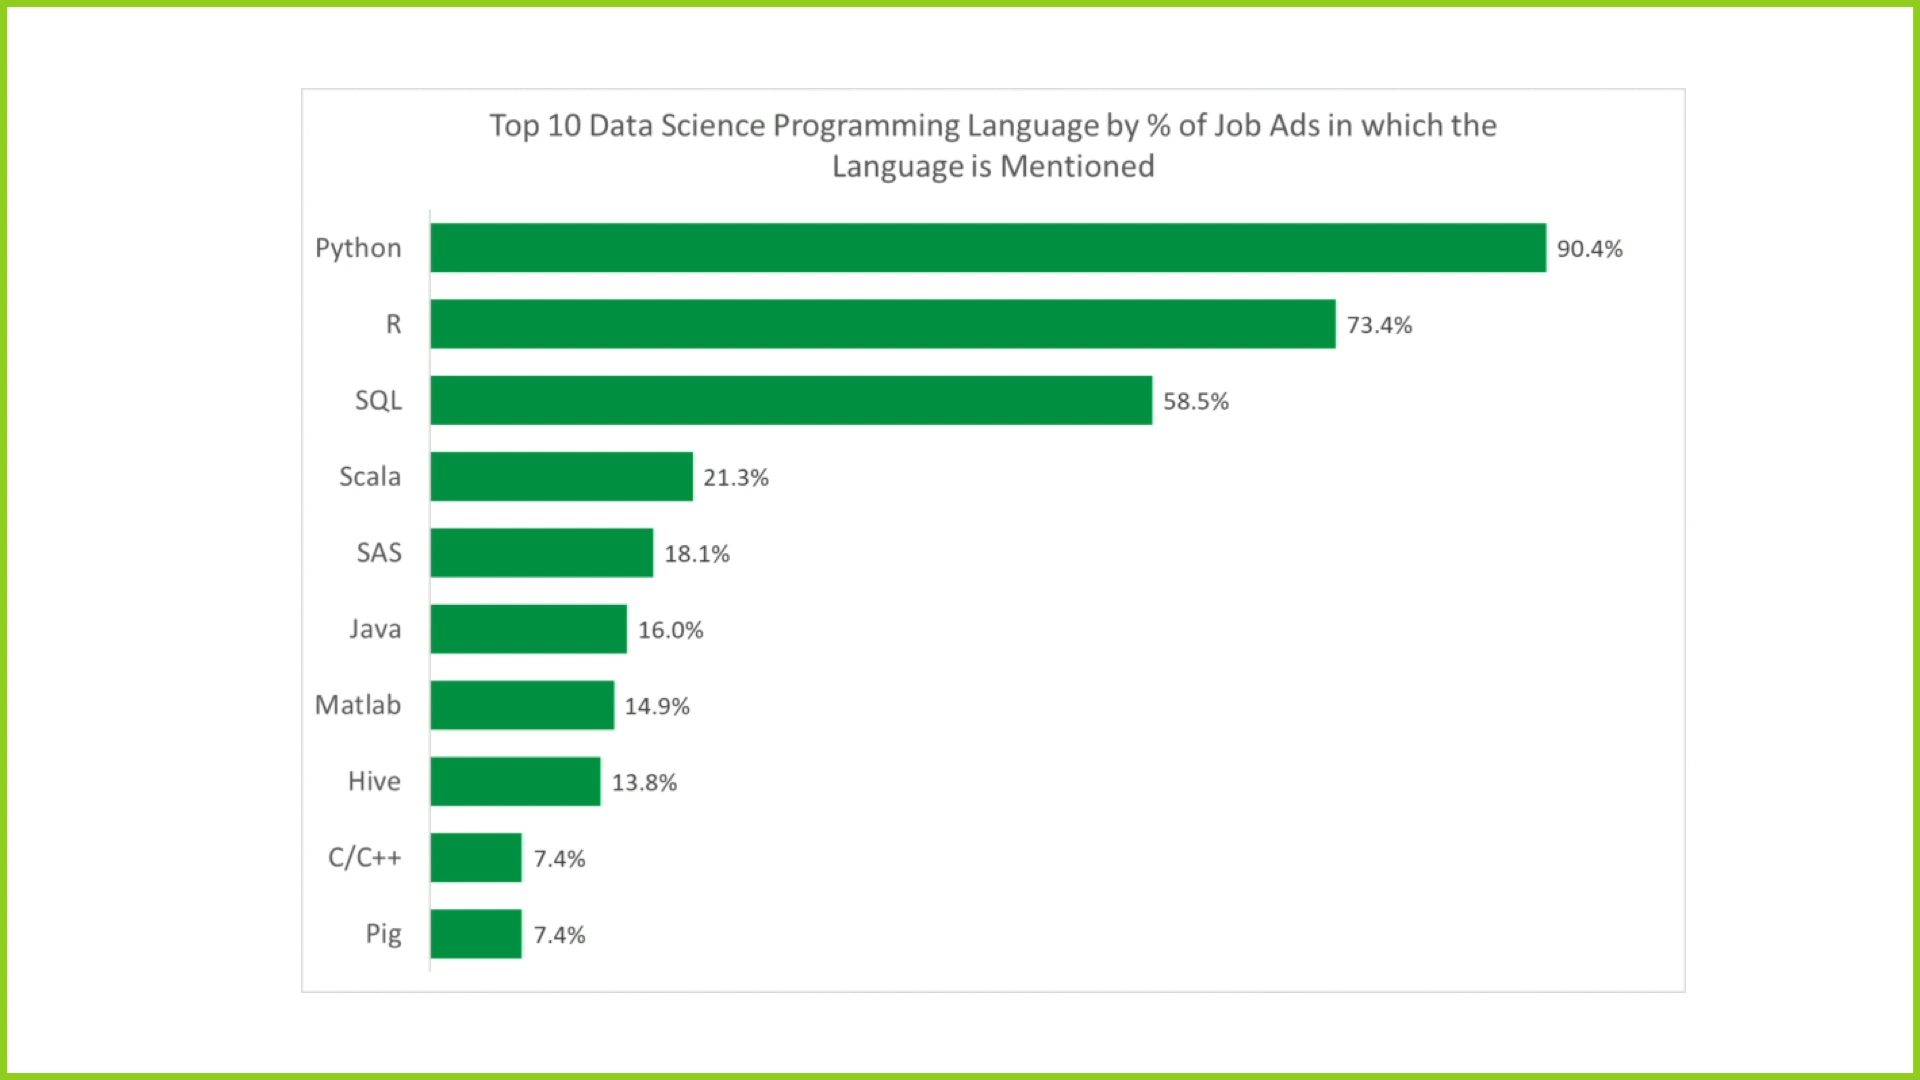 Top 10 Data Science Programming Language by % of Job Ads in which the
Language is Mentioned
Python 90.4%
R 73.4%
SQL 58.5%
Scala 21.3%
SAS 18.1%
Java 16.0%
Matlab 14.9%
Hive 13.8%
C/C++ 7.4%
Pig 7.4%